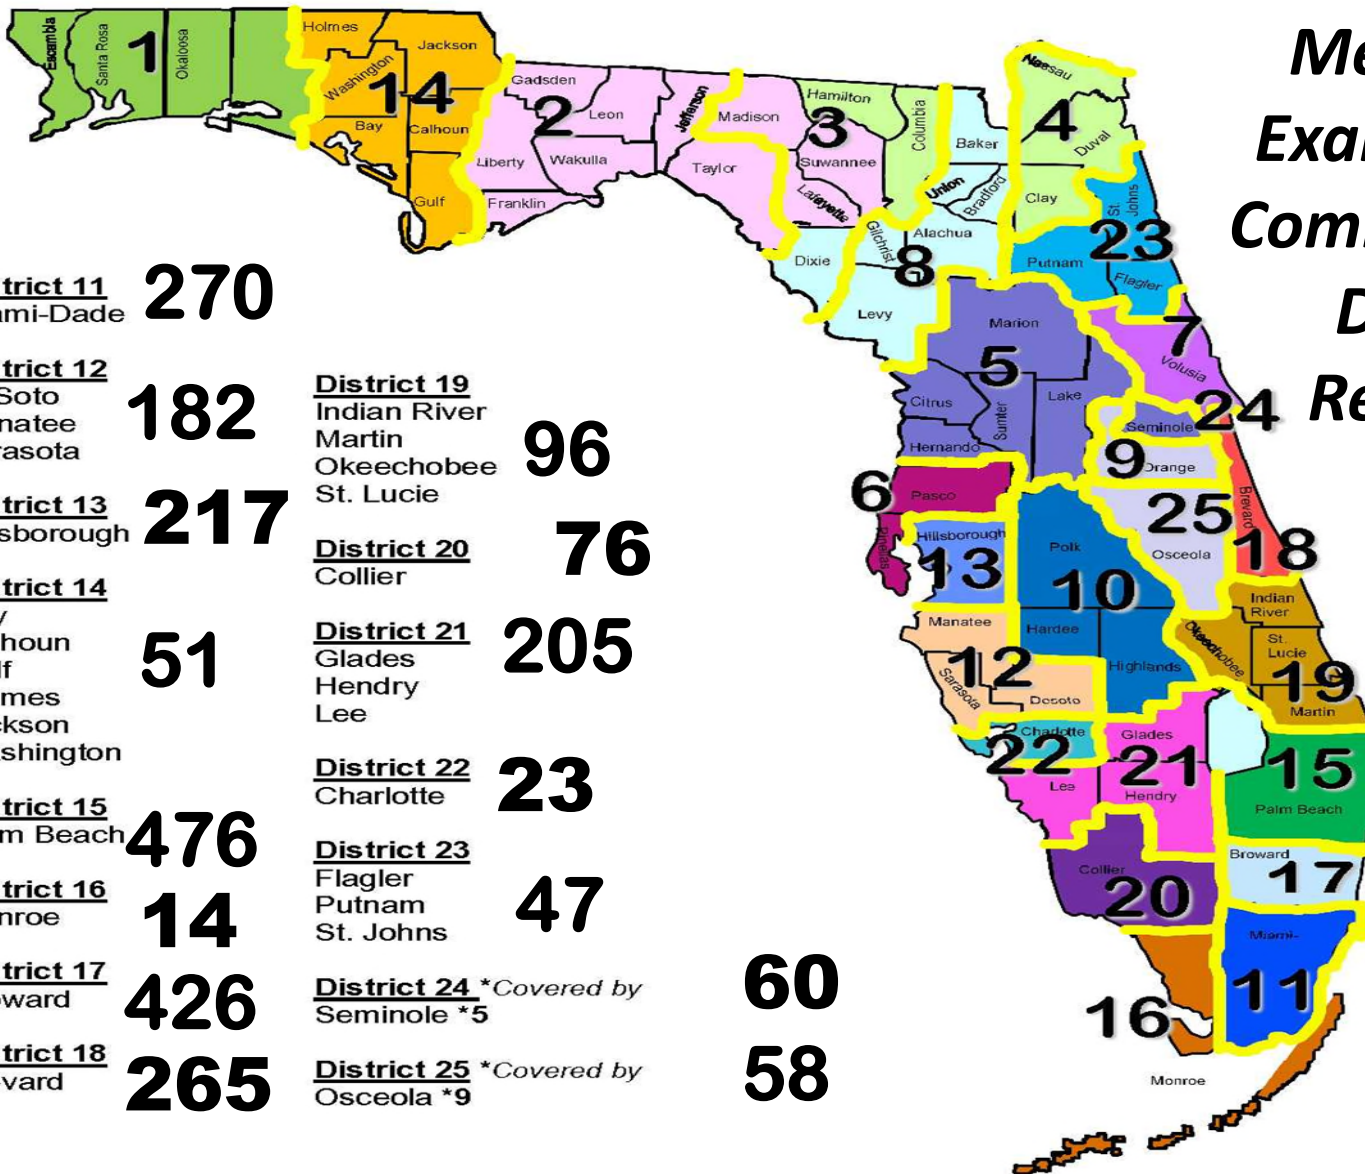 Me
Exa
Com
D
Re
trict 11
ami-Dade
270
trict 12
Soto
natee
rasota
182
trict 13
sborough
217
trict 14
y
houn
lf
mes
ckson
ashington
51
trict 15
m Beach
476
trict 16
nroe
14
trict 17
oward
426
trict 18
evard
265
District 19
Indian River
Martin
Okeechobee
St. Lucie
96
District 20
Collier
76
District 21
Glades
Hendry
Lee
205
District 22
Charlotte
23
District 23
Flagler
Putnam
St. Johns
47
District 24 *Covered by
Seminole *5
60
District 25 *Covered by
Osceola *9
58
Escambia
Santa Rosa
1
Okaloosa
Holmes
Jackson
Washington
14
Bay
Calhoun
Gulf
Gadsden
2
Leon
Jefferson
Liberty
Wakulla
Franklin
Madison
Taylor
Hamilton
3
Columbia
Suwannee
Lafayette
Dixie
Baker
Union
Bradford
Gilchrist
Alachua
8
Levy
Nassau
4
Duval
Clay
St. Johns
23
Putnam
Flagler
Marion
5
Citrus
Sumter
Lake
Hernando
7
Volusia
24
Seminole
9
Orange
25
Osceola
Brevard
18
6
Pasco
Pinellas
Hillsborough
13
Polk
10
Hardee
Highlands
Manatee
12
Sarasota
Desoto
Indian
River
Okeechobee
St.
Lucie
19
Martin
Charlotte
22
Glades
21
Lee
Hendry
15
Palm Beach
Collier
20
Broward
17
Miami-
11
16
Monroe